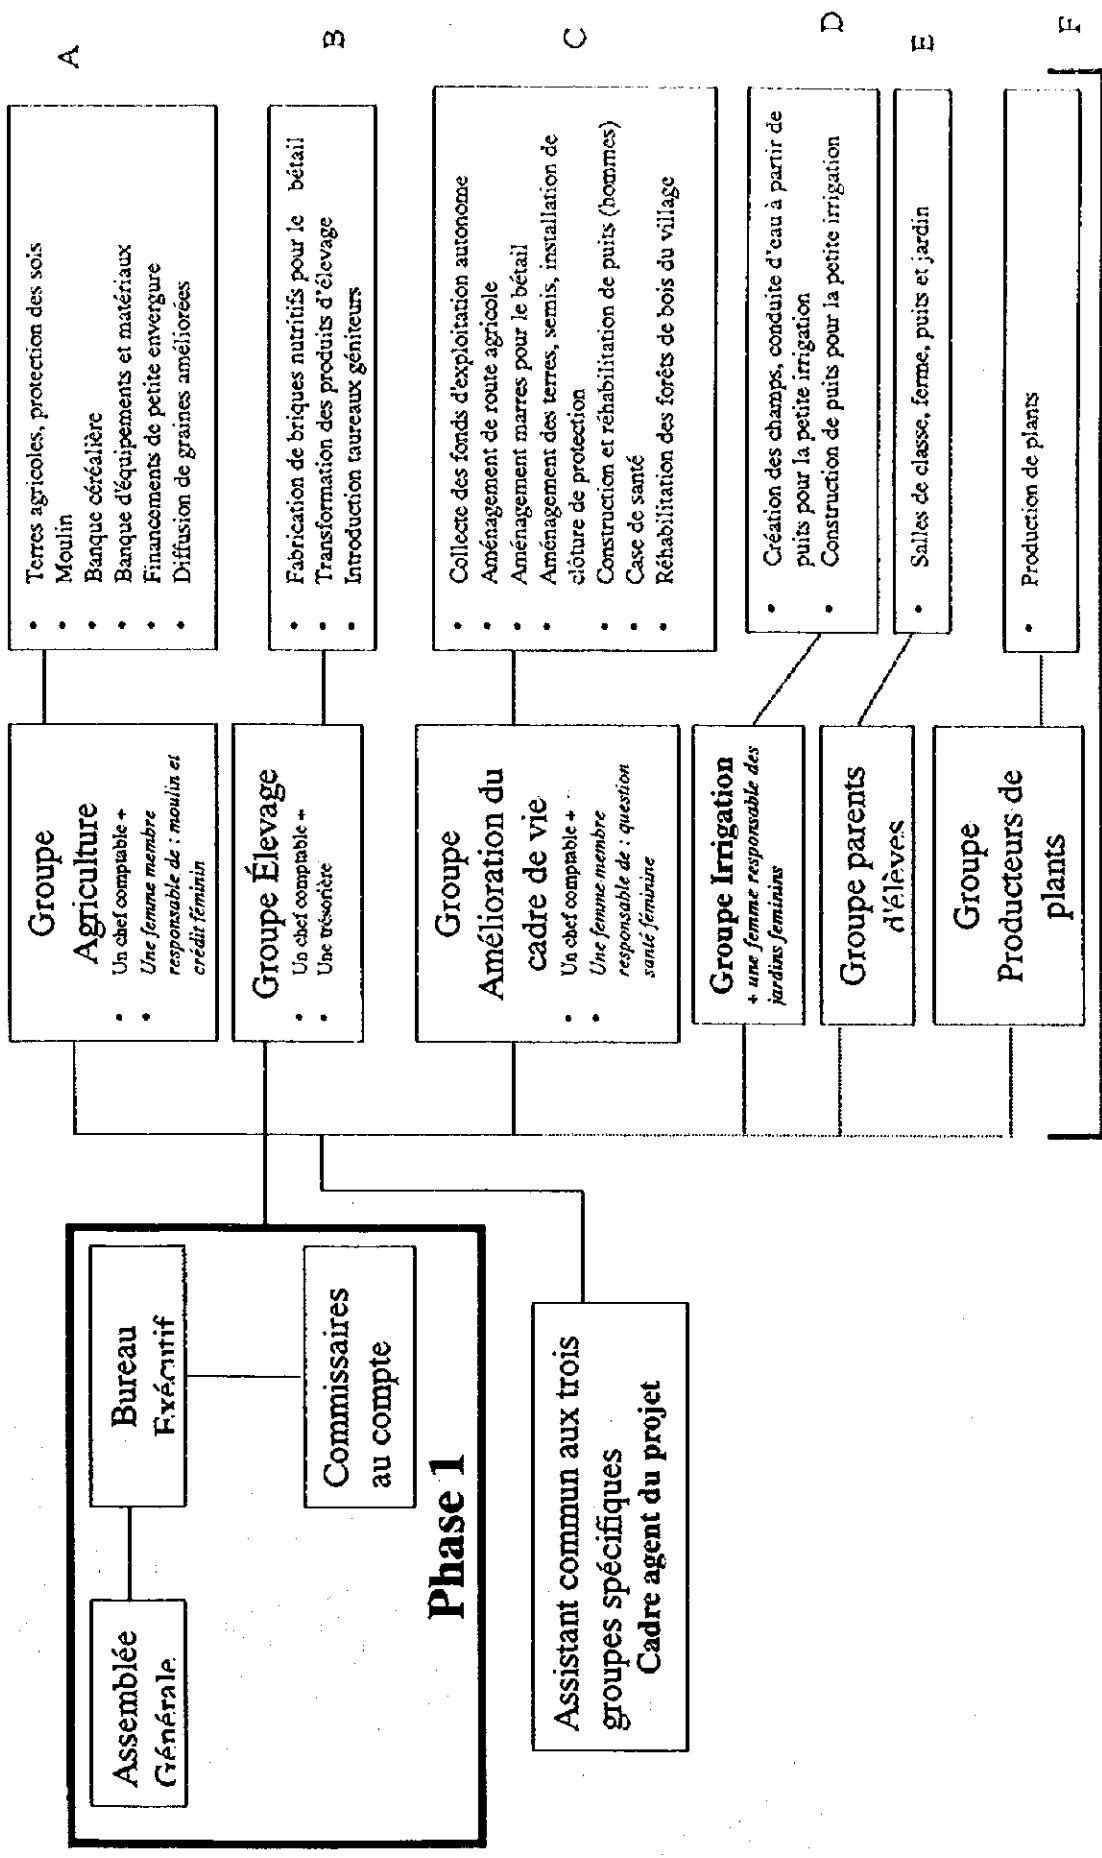 Assemblée
Générale
Bureau
Exécutif
Commissaires
au compte
Phase 1
Assistant commun aux trois
groupes spécifiques
Cadre agent du projet
Groupe
Agriculture
• Un chef comptable +
• Une femme membre
responsable de : moulin et
crédit féminin
• Terres agricoles, protection des sols
• Moulin
• Banque céréalière
• Banque d'équipements et matériaux
• Financements de petite envergure
• Diffusion de graines améliorées
A
Groupe Élevage
• Un chef comptable +
• Une trésorière
• Fabrication de briques nutritifs pour le bétail
• Transformation des produits d'élevage
• Introduction taureaux géniteurs
B
Groupe
Amélioration du
cadre de vie
• Un chef comptable +
• Une femme-membre
responsable de : question
santé féminine
• Collecte des fonds d'exploitation autonome
• Aménagement de route agricole
• Aménagement marres pour le bétail
• Aménagement des terres, semis, installation de
clôture de protection
• Construction et réhabilitation de puits (hommes)
• Case de santé
• Réhabilitation des forêts de bois du village
C
Groupe Irrigation
+ une femme responsable des
jardins feminins
• Création des champs, conduite d'eau à partir de
puits pour la petite irrigation
• Construction de puits pour la petite irrigation
D
Groupe parents
d'élèves
• Salles de classe, ferme, puits et jardin
E
Groupe
Producteurs de
plants
• Production de plants
F